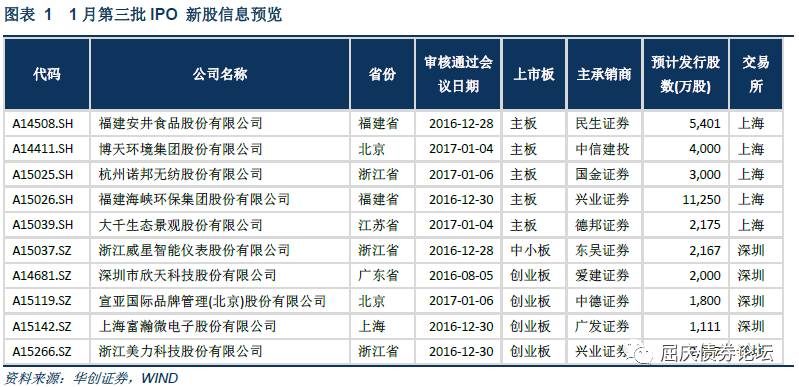 图表 1 1月第三批 IPO 新股信息预览
代码 公司名称 省份 审核通过会议日期 上市板 主承销商 预计发行股数(万股) 交易所
A14508.SH 福建安井食品股份有限公司 福建省 2016-12-28 主板 民生证券 5,401 上海
A14411.SH 博天环境集团股份有限公司 北京 2017-01-04 主板 中信建投 4,000 上海
A15025.SH 杭州诺邦无纺股份有限公司 浙江省 2017-01-06 主板 国金证券 3,000 上海
A15026.SH 福建海峡环保集团股份有限公司 福建省 2016-12-30 主板 兴业证券 11,250 上海
A15039.SH 大千生态景观股份有限公司 江苏省 2017-01-04 主板 德邦证券 2,175 上海
A15037.SZ 浙江威星智能仪表股份有限公司 浙江省 2016-12-28 中小板 东吴证券 2,167 深圳
A14681.SZ 深圳市欣天科技股份有限公司 广东省 2016-08-05 创业板 爱建证券 2,000 深圳
A15119.SZ 宣亚国际品牌管理(北京)股份有限公司 北京 2017-01-06 创业板 中德证券 1,800 深圳
A15142.SZ 上海富瀚微电子股份有限公司 上海 2016-12-30 创业板 广发证券 1,111 深圳
A15266.SZ 浙江美力科技股份有限公司 浙江省 2016-12-30 创业板 兴业证券
屈庆债券论坛
资料来源：华创证券，WIND